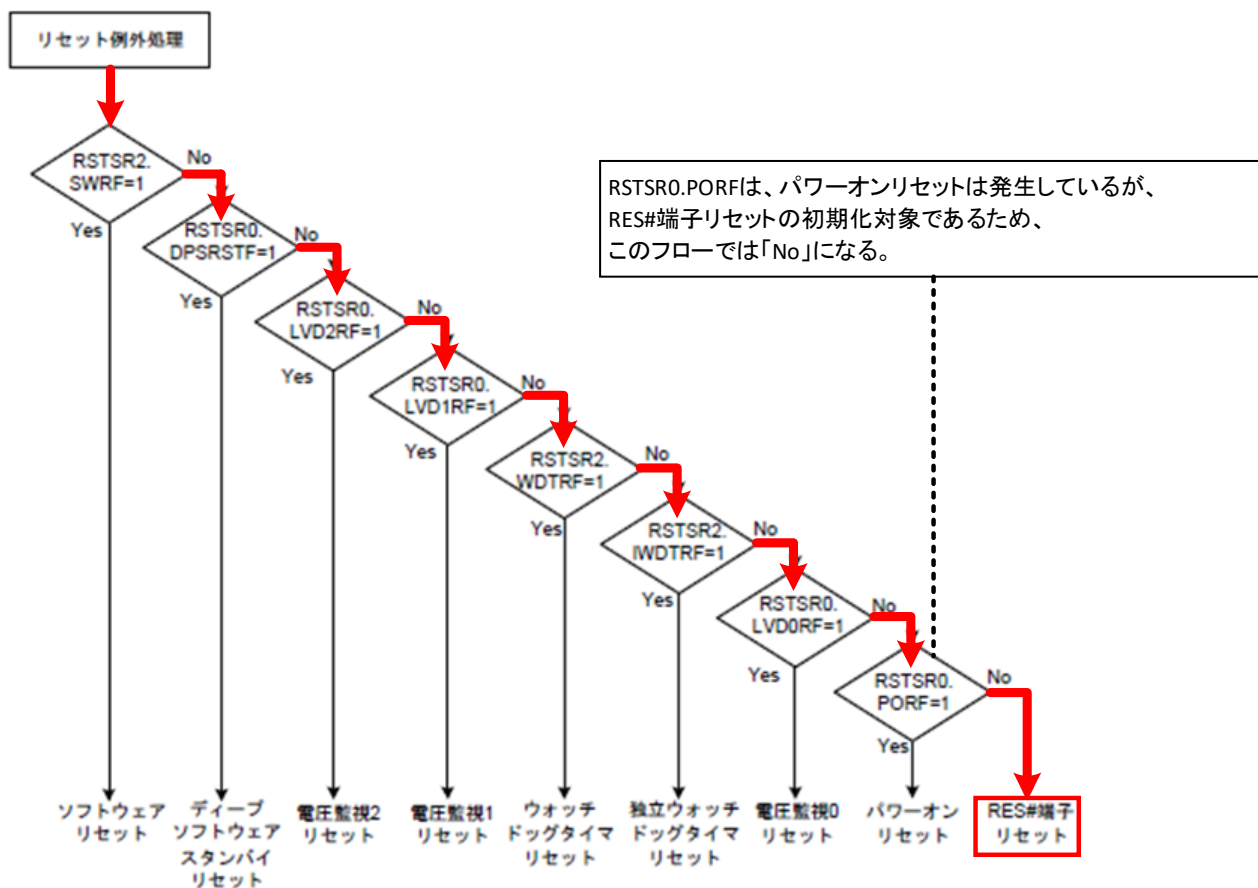 リセット例外処理
RSTSR2.
SWRF=1
No
Yes
RSTSR0.
DPSRSTF=1
No
Yes
RSTSR0.
LVD2RF=1
No
Yes
RSTSR0.
LVD1RF=1
No
Yes
RSTSR2.
WDTRF=1
No
Yes
RSTSR2.
IWDTRF=1
No
Yes
RSTSR0.
LVD0RF=1
No
Yes
RSTSR0.
PORF=1
No
Yes
RSTSR0.PORFは、パワーオンリセットは発生しているが、
RES#端子リセットの初期化対象であるため、
このフローでは「No」になる。
ソフトウェア
リセット
ディープ
ソフトウェア
スタンバイ
リセット
電圧監視2
リセット
電圧監視1
リセット
ウォッチ
ドッグタイマ
リセット
独立ウォッチ
ドッグタイマ
リセット
電圧監視0
リセット
パワーオン
リセット
RES#端子
リセット